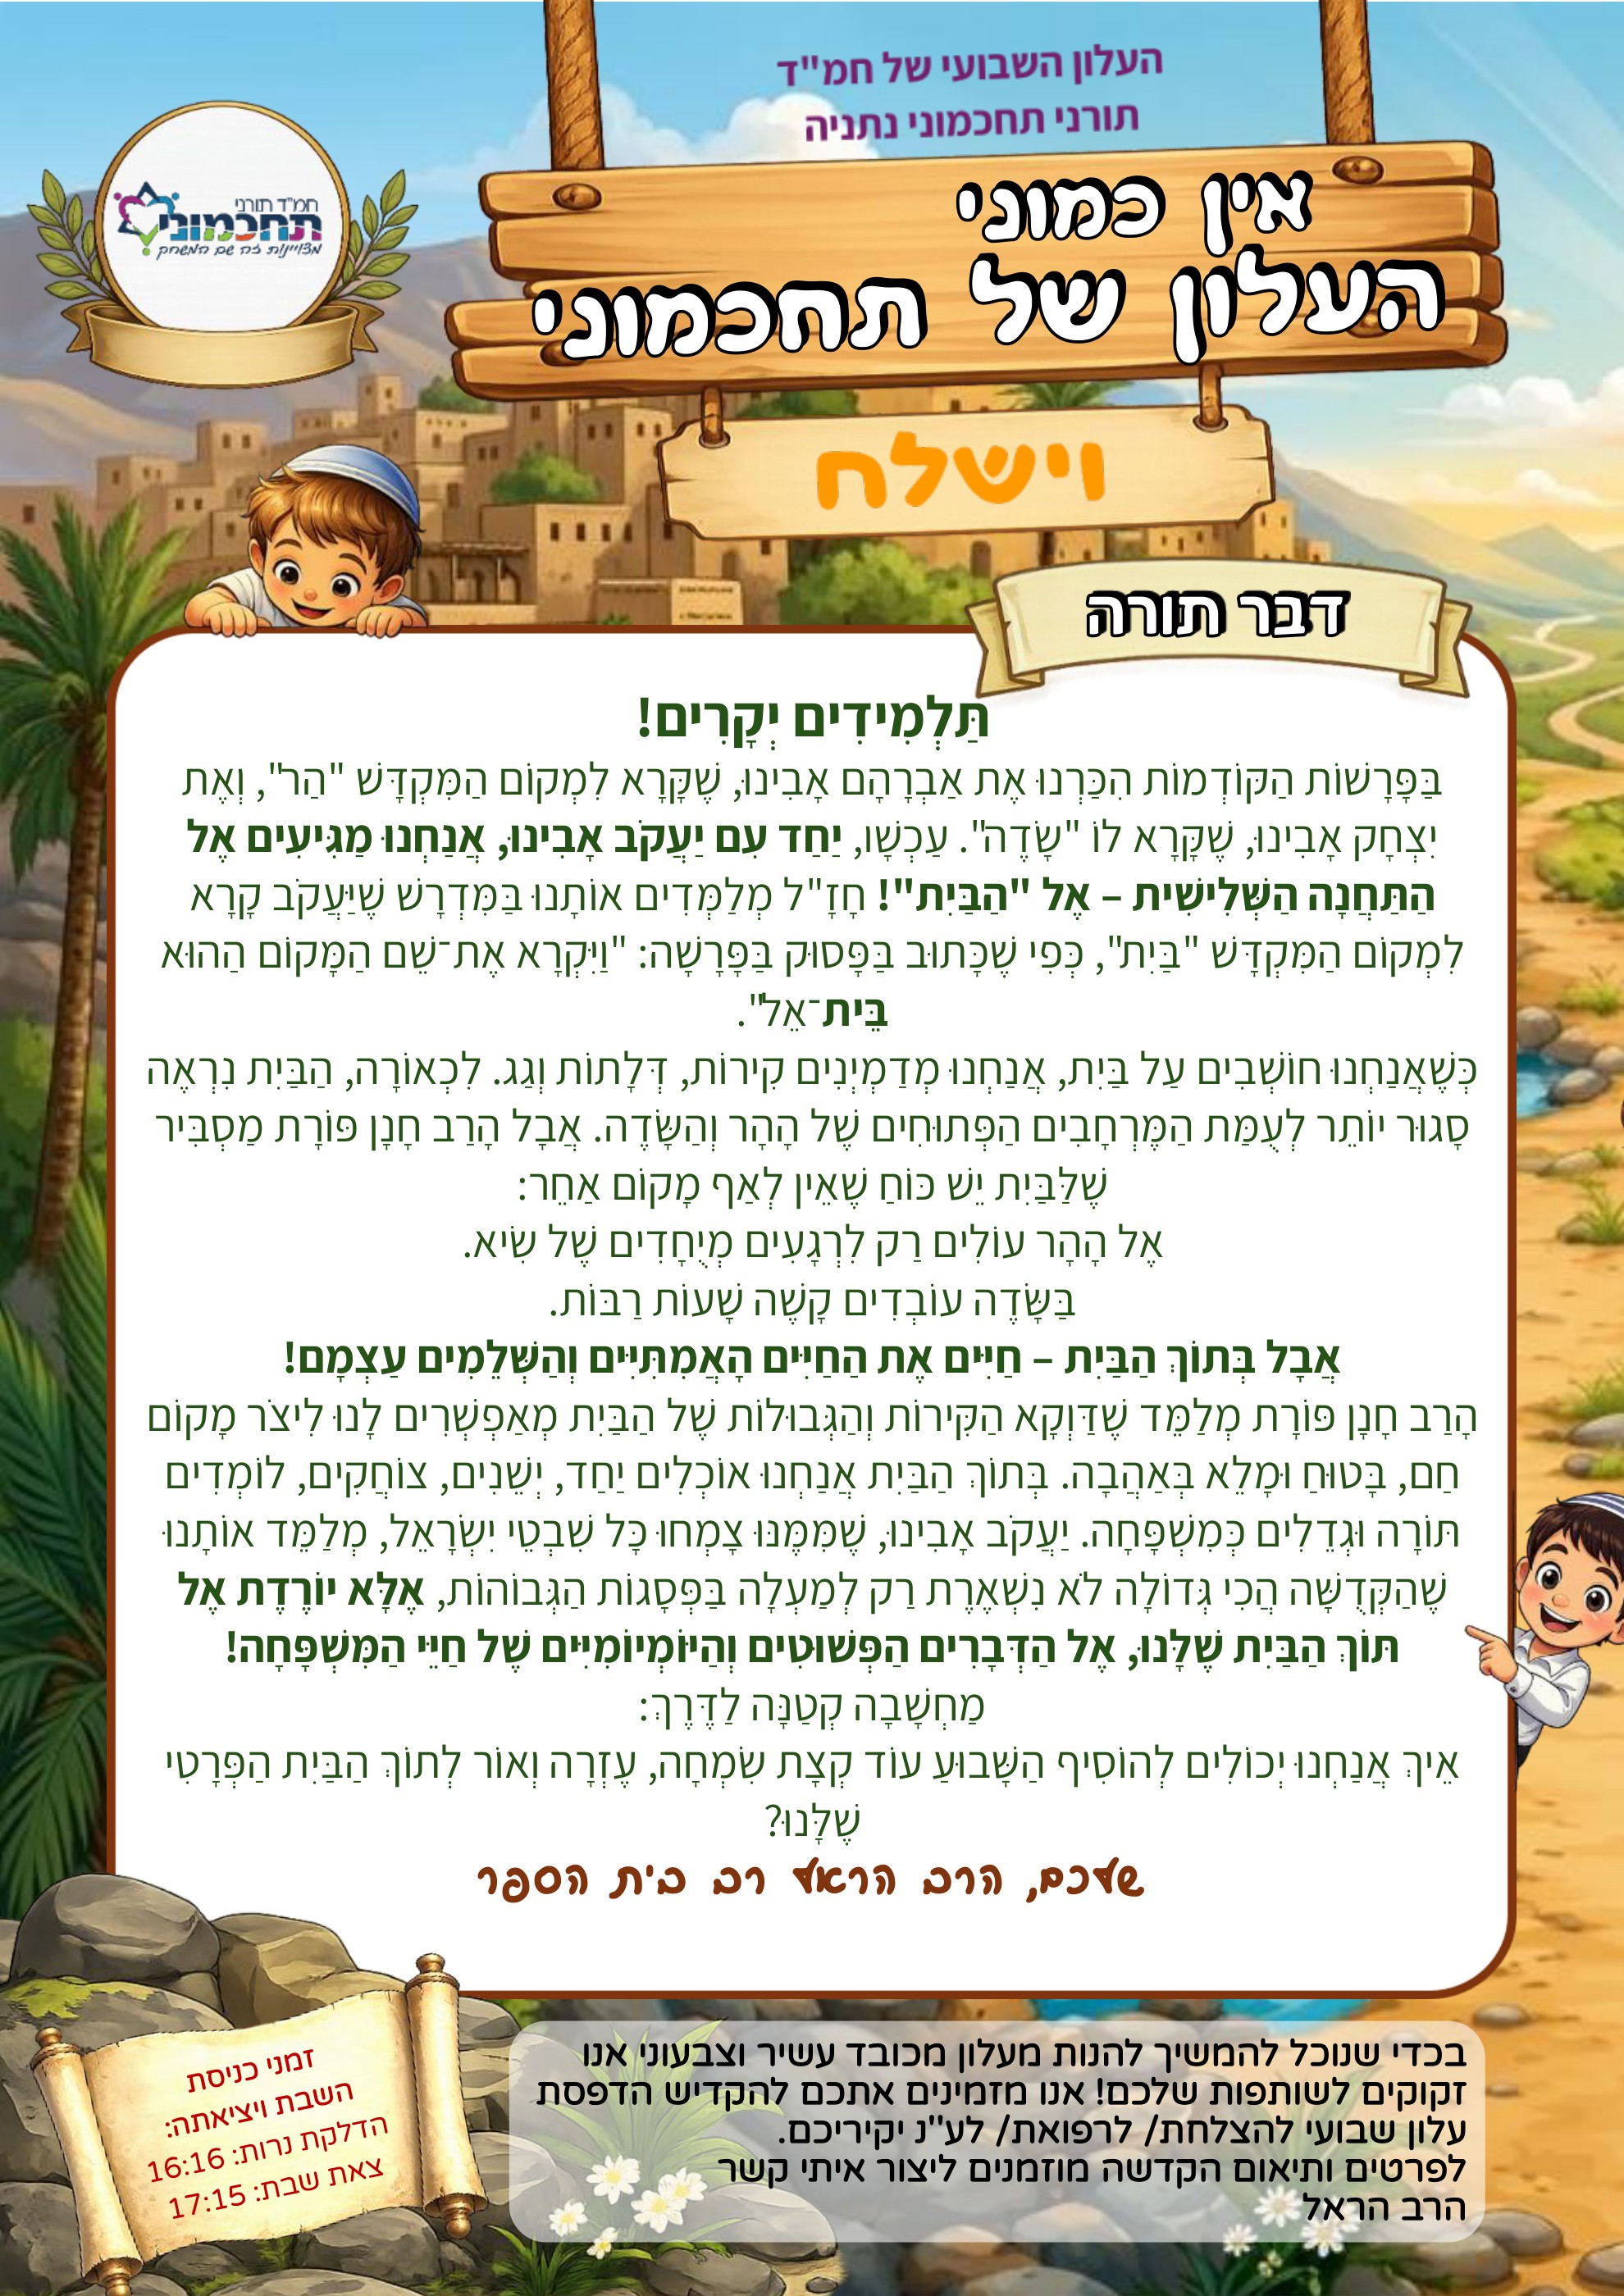 העלון השבועי של חמ"ד
תורני תחכמוני נתניה
חמ"ד תורני
תחכמוני
מצויינות זה שם המשחק
אין כמוני
העלון של תחכמוני
וישלח
דבר תורה
תַּלְמִידִים יְקָרִים!
בַּפָּרָשׁוֹת הַקּוֹדְמוֹת הִכַּרְנוּ אֶת אַבְרָהָם אָבִינוּ, שֶׁקָּרָא לִמְקוֹם הַמִּקְדָּשׁ "הַר", וְאֶת
יִצְחָק אָבִינוּ, שֶׁקָּרָא לוֹ "שָׂדֶה". עַכְשָׁו, יַחַד עִם יַעֲקֹב אָבִינוּ, אֲנַחְנוּ מַגִּיעִים אֶל
הַתַּחֲנָה הַשְּׁלִישִׁית – אֶל "הַבַּיִת"! חֲזָ"ל מְלַמְּדִים אוֹתָנוּ בַּמִּדְרָשׁ שֶׁיַּעֲקֹב קָרָא
לִמְקוֹם הַמִּקְדָּשׁ "בַּיִת", כְּפִי שֶׁכָּתוּב בַּפָּסוּק בַּפָּרָשָׁה: "וַיִּקְרָא אֶת־שֵׁם הַמָּקוֹם הַהוּא
בֵּית־אֵל".
כְּשֶׁאֲנַחְנוּ חוֹשְׁבִים עַל בַּיִת, אֲנַחְנוּ מְדַמְיְנִים קִירוֹת, דְּלָתוֹת וְגַג. לִכְאוֹרָה, הַבַּיִת נִרְאֶה
סָגוּר יוֹתֵר לְעֻמַּת הַמֶּרְחָבִים הַפְּתוּחִים שֶׁל הָהָר וְהַשָּׂדֶה. אֲבָל הָרַב חָנָן פּוֹרָת מַסְבִּיר
שֶׁלַּבַּיִת יֵשׁ כּוֹחַ שֶׁאֵין לְאַף מָקוֹם אַחֵר:
אֶל הָהָר עוֹלִים רַק לִרְגָעִים מְיֻחָדִים שֶׁל שִׂיא.
בַּשָּׂדֶה עוֹבְדִים קָשֶׁה שָׁעוֹת רַבּוֹת.
אֲבָל בְּתוֹךְ הַבַּיִת – חַיִּים אֶת הַחַיִּים הָאֲמִתִּיִּים וְהַשְּׁלֵמִים עַצְמָם!
הָרַב חָנָן פּוֹרָת מְלַמֵּד שֶׁדַּוְקָא הַקִּירוֹת וְהַגְּבוּלוֹת שֶׁל הַבַּיִת מְאַפְשְׁרִים לָנוּ לִיצֹר מָקוֹם
חַם, בָּטוּחַ וּמָלֵא בְּאַהֲבָה. בְּתוֹךְ הַבַּיִת אֲנַחְנוּ אוֹכְלִים יַחַד, יְשֵׁנִים, צוֹחֲקִים, לוֹמְדִים
תּוֹרָה וּגְדֵלִים כְּמִשְׁפָּחָה. יַעֲקֹב אָבִינוּ, שֶׁמִּמֶּנּוּ צָמְחוּ כָּל שִׁבְטֵי יִשְׂרָאֵל, מְלַמֵּד אוֹתָנוּ
שֶׁהַקְּדֻשָּׁה הֲכִי גְּדוֹלָה לֹא נִשְׁאֶרֶת רַק לְמַעְלָה בַּפְּסָגוֹת הַגְּבוֹהוֹת, אֶלָּא יוֹרֶדֶת אֶל
תּוֹךְ הַבַּיִת שֶׁלָּנוּ, אֶל הַדְּבָרִים הַפְּשׁוּטִים וְהַיּוֹמְיוֹמִיִּים שֶׁל חַיֵּי הַמִּשְׁפָּחָה!
מַחְשָׁבָה קְטַנָּה לַדֶּרֶךְ:
אֵיךְ אֲנַחְנוּ יְכוֹלִים לְהוֹסִיף הַשָּׁבוּעַ עוֹד קְצָת שִׂמְחָה, עֶזְרָה וְאוֹר לְתוֹךְ הַבַּיִת הַפְּרָטִי
שֶׁלָּנוּ?
שלכם, הרב הראל רב בית הספר
זמני כניסת
השבת ויציאתה:
הדלקת נרות: 16:16
צאת שבת: 17:15
בכדי שנוכל להמשיך להנות מעלון מכובד עשיר וצבעוני אנו
זקוקים לשותפות שלכם! אנו מזמינים אתכם להקדיש הדפסת
עלון שבועי להצלחת/ לרפואת/ לע"נ יקיריכם.
לפרטים ותיאום הקדשה מוזמנים ליצור איתי קשר
הרב הראל